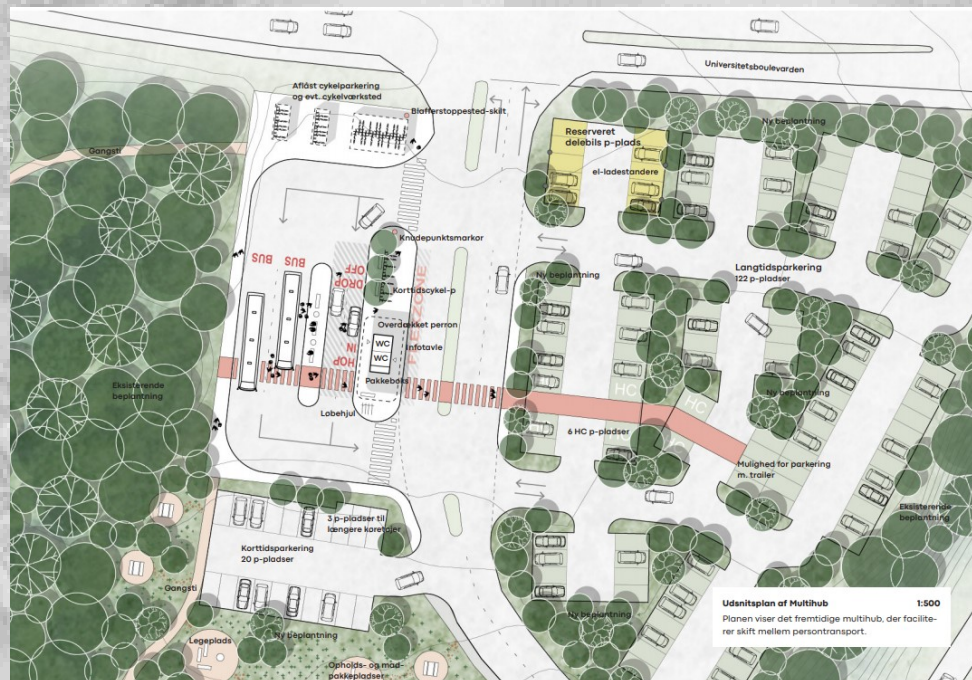 Universitetsboulevarden
Aflåst cykelparkering
og evt. cykelværksted
Blafferstoppested-skilt
Ny beplantning
Reserveret
delebils p-plads
el-ladestandere
Gangsti
Knudepunktsmarkør
BUS
BUS
DROP
OFF
Korttidscykel-p
FLEXZONE
Ny beplantning
Langtidsparkering
122 p-pladser
Overdækket perron
WC
Infotavle
WC
HOP
IN
Pakkeboks
Eksisterende
beplantning
Løbehjul
HC
HC
Ny beplantning
6 HC p-pladser
Mulighed for parkering
m. trailer
Eksisterende
beplantning
3 p-pladser til
længere køretøjer
Korttidsparkering
20 p-pladser
Gangsti
Ny beplantning
Legeplads
Ny beplantning
Opholds- og mad-
pakkepladser
Udsnitsplan af Multihub 1:500
Planen viser det fremtidige multihub, der facilite-
rer skift mellem persontransport.